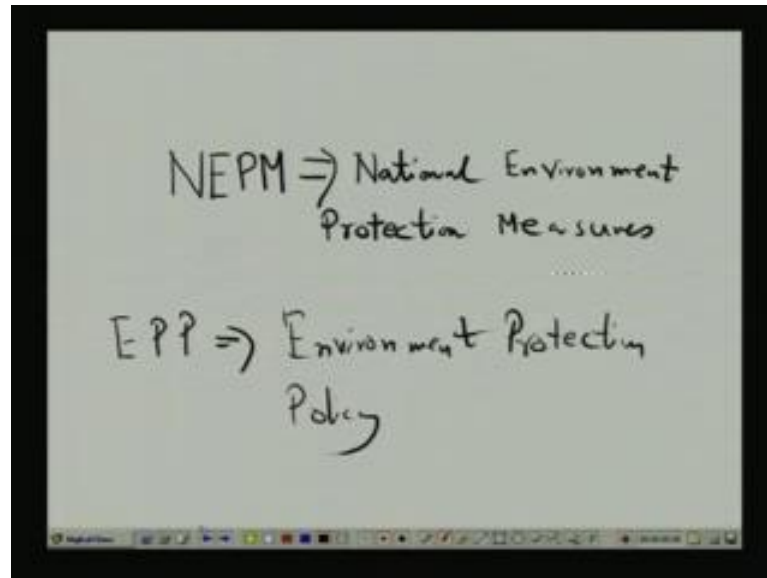 NEPM ⇒ National Environment
Protection Measures
EPP ⇒ Environment Protection
Policy